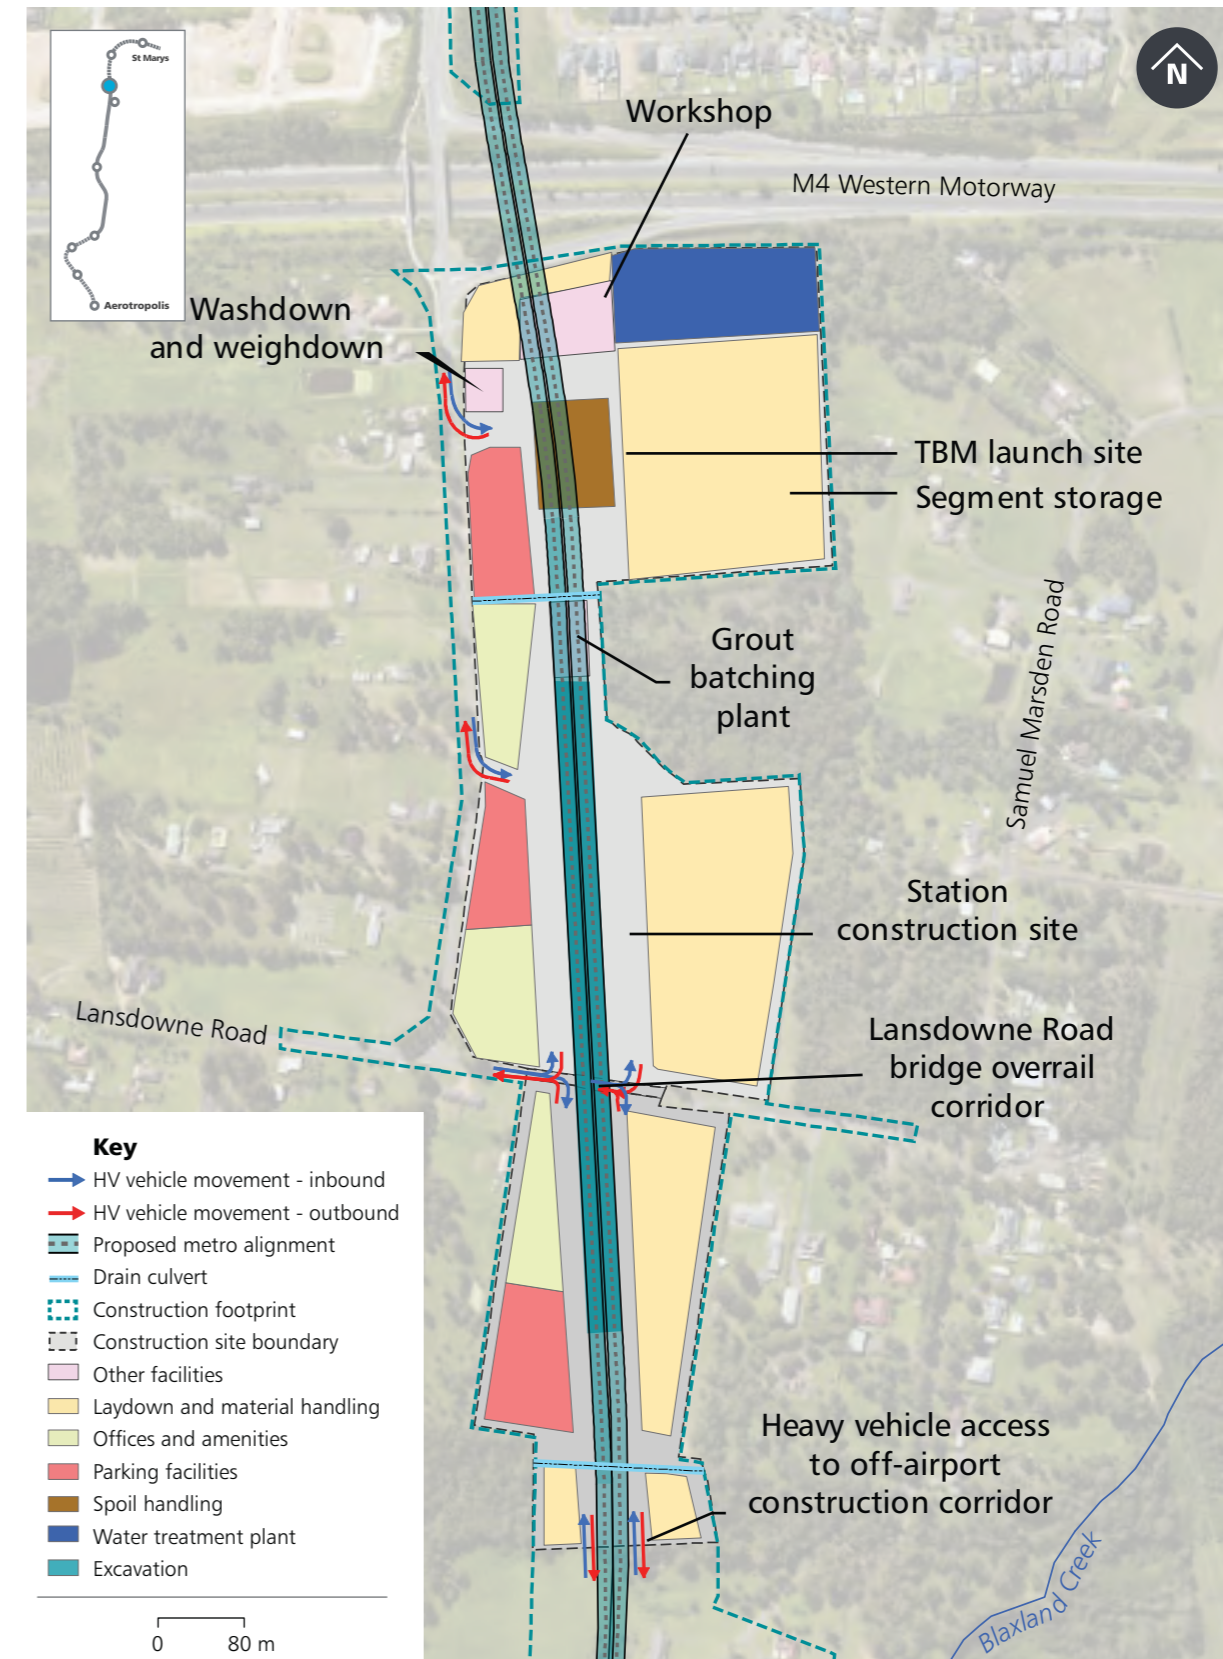 St Marys
Aerotropolis
N
Workshop
M4 Western Motorway
Washdown
and weighdown
TBM launch site
Segment storage
Grout
batching
plant
Samuel Marsden Road
Station
construction site
Lansdowne Road
Lansdowne Road
bridge overrail
corridor
Heavy vehicle access
to off-airport
construction corridor
Blaxland Creek
Key
HV vehicle movement - inbound
HV vehicle movement - outbound
Proposed metro alignment
Drain culvert
Construction footprint
Construction site boundary
Other facilities
Laydown and material handling
Offices and amenities
Parking facilities
Spoil handling
Water treatment plant
Excavation
0 80 m